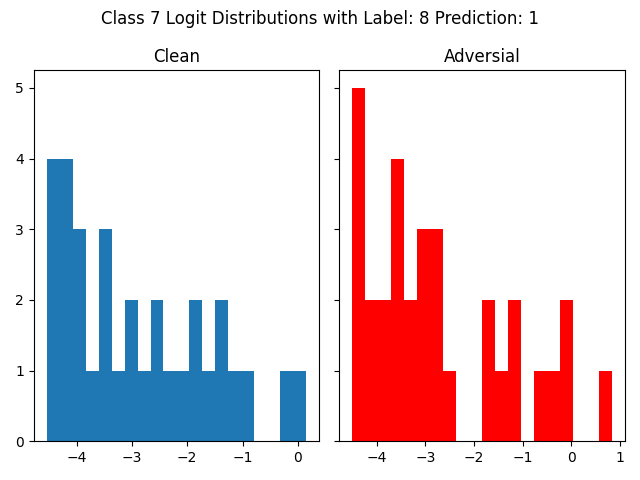 Class 7 Logit Distributions with Label: 8 Prediction: 1
Clean
Adversial
5
4
3
2
1
0
−4 −3 −2 −1 0
−4 −3 −2 −1 0 1